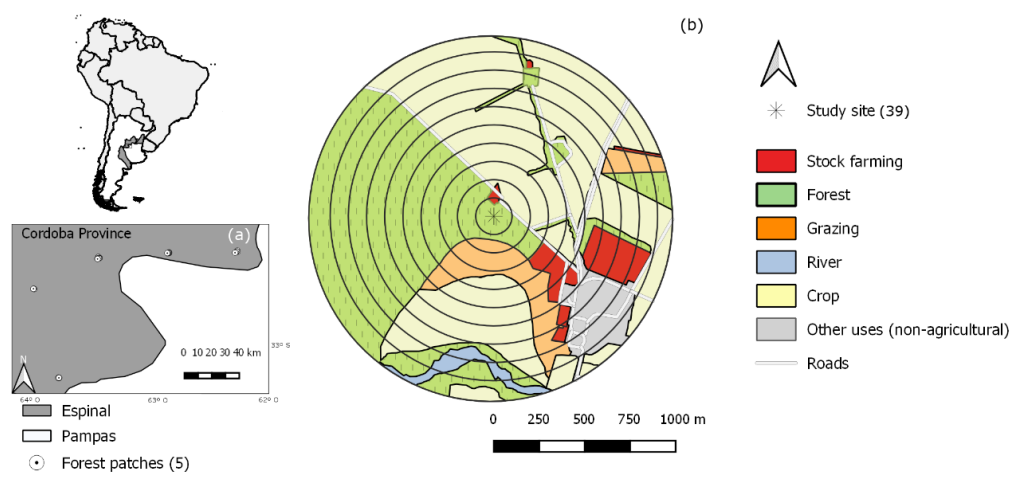 (b)
Study site (39)
Stock farming
Forest
Grazing
River
Crop
Other uses (non-agricultural)
Roads
0 250 500 750 1000 m
Cordoba Province
(a)
0 10 20 30 40 km
N
33° S
64° O 63° O 62° O
Espinal
Pampas
Forest patches (5)